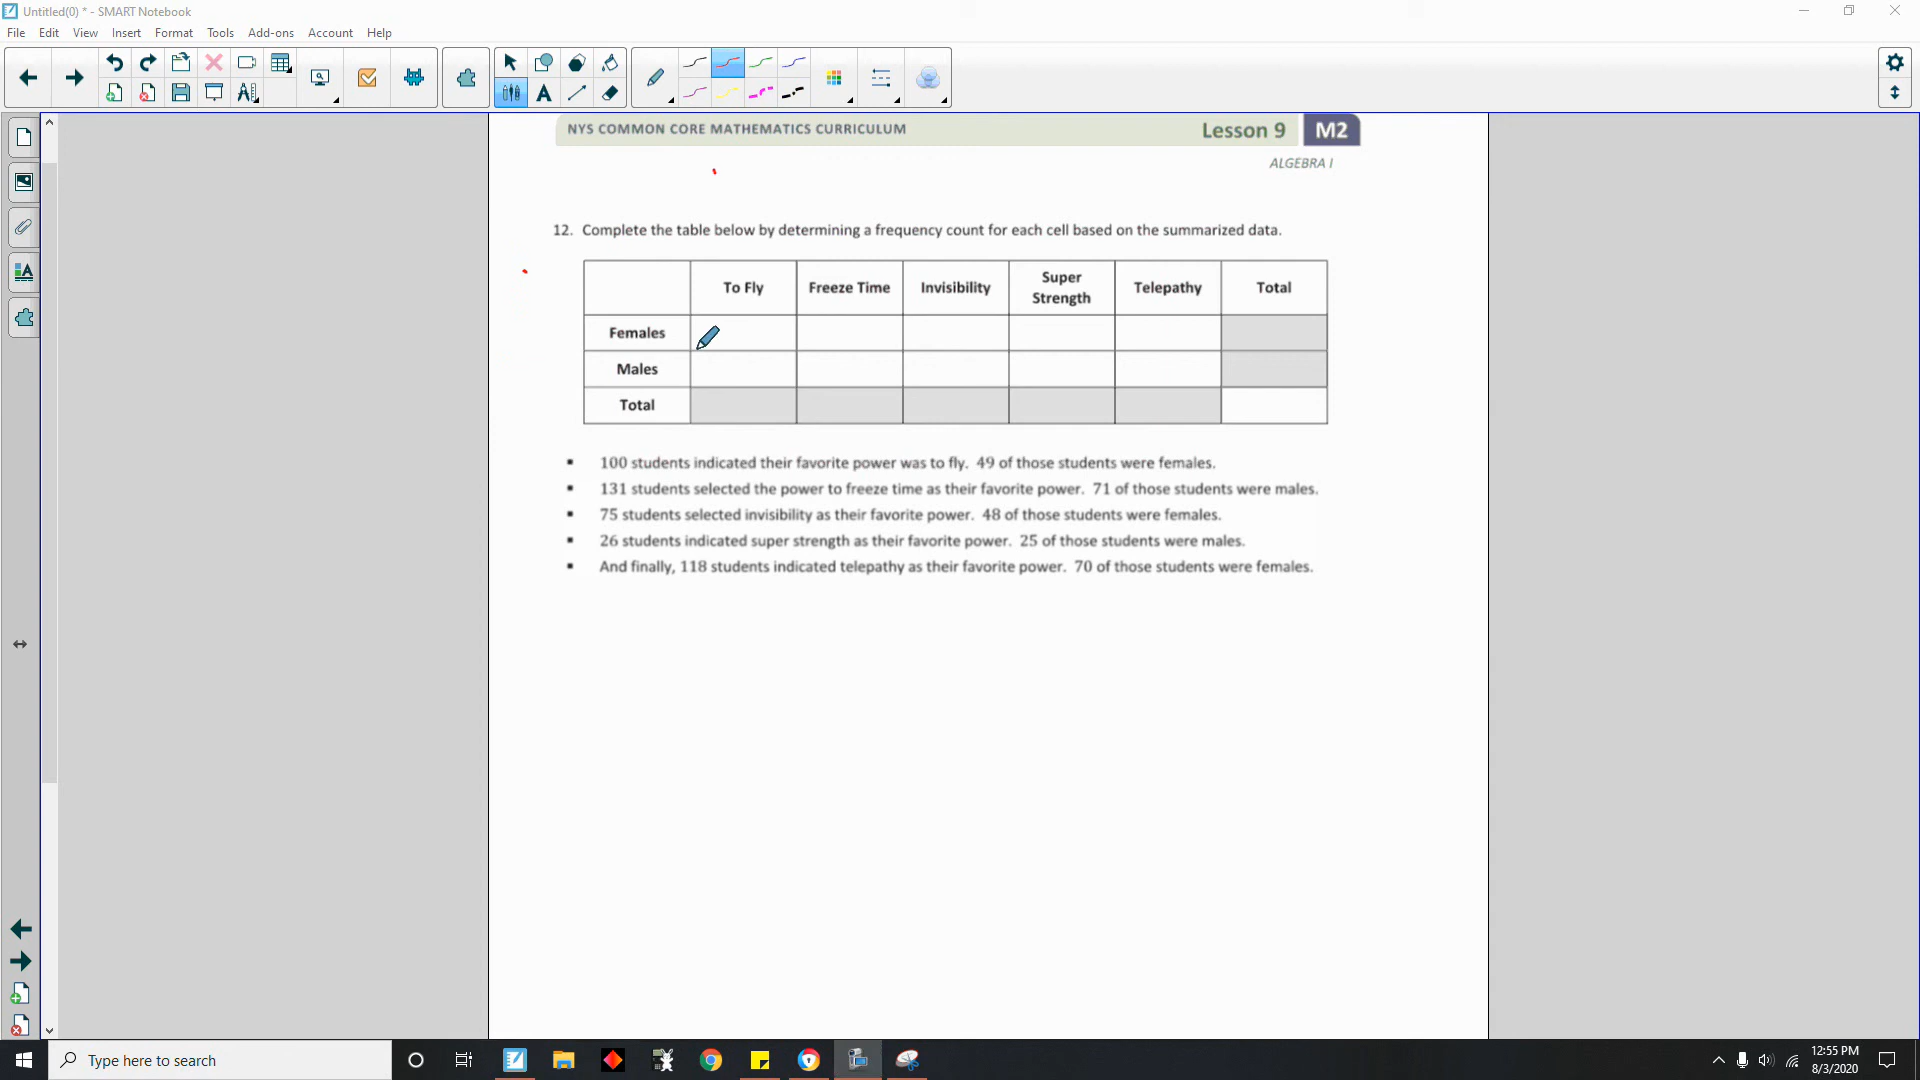 Untitled(0) * - SMART Notebook
File Edit View Insert Format Tools Add-ons Account Help
NYS COMMON CORE MATHEMATICS CURRICULUM Lesson 9 M2
ALGEBRA I
12. Complete the table below by determining a frequency count for each cell based on the summarized data.
To Fly Freeze Time Invisibility Super Strength Telepathy Total
Females
Males
Total
▪ 100 students indicated their favorite power was to fly. 49 of those students were females.
▪ 131 students selected the power to freeze time as their favorite power. 71 of those students were males.
▪ 75 students selected invisibility as their favorite power. 48 of those students were females.
▪ 26 students indicated super strength as their favorite power. 25 of those students were males.
▪ And finally, 118 students indicated telepathy as their favorite power. 70 of those students were females.
Type here to search
12:55 PM
8/3/2020